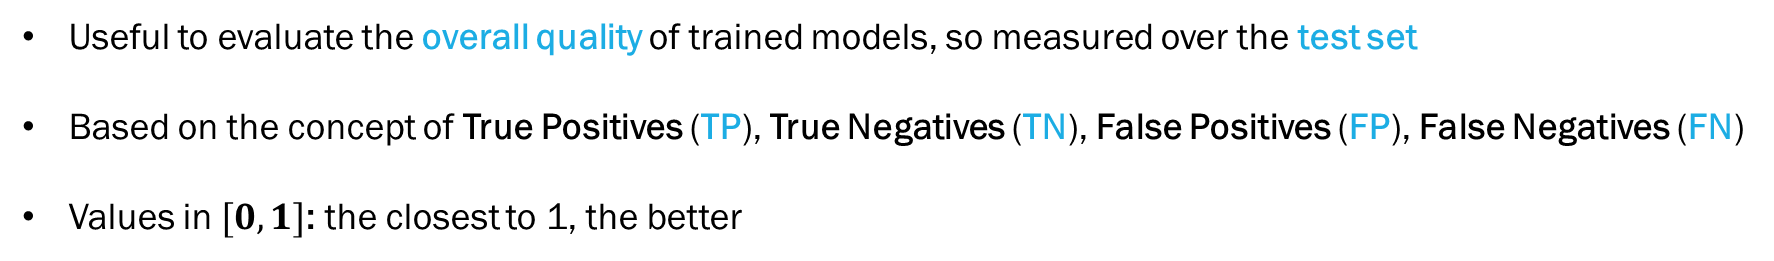 • Useful to evaluate the overall quality of trained models, so measured over the test set
• Based on the concept of True Positives (TP), True Negatives (TN), False Positives (FP), False Negatives (FN)
• Values in [0, 1]: the closest to 1, the better